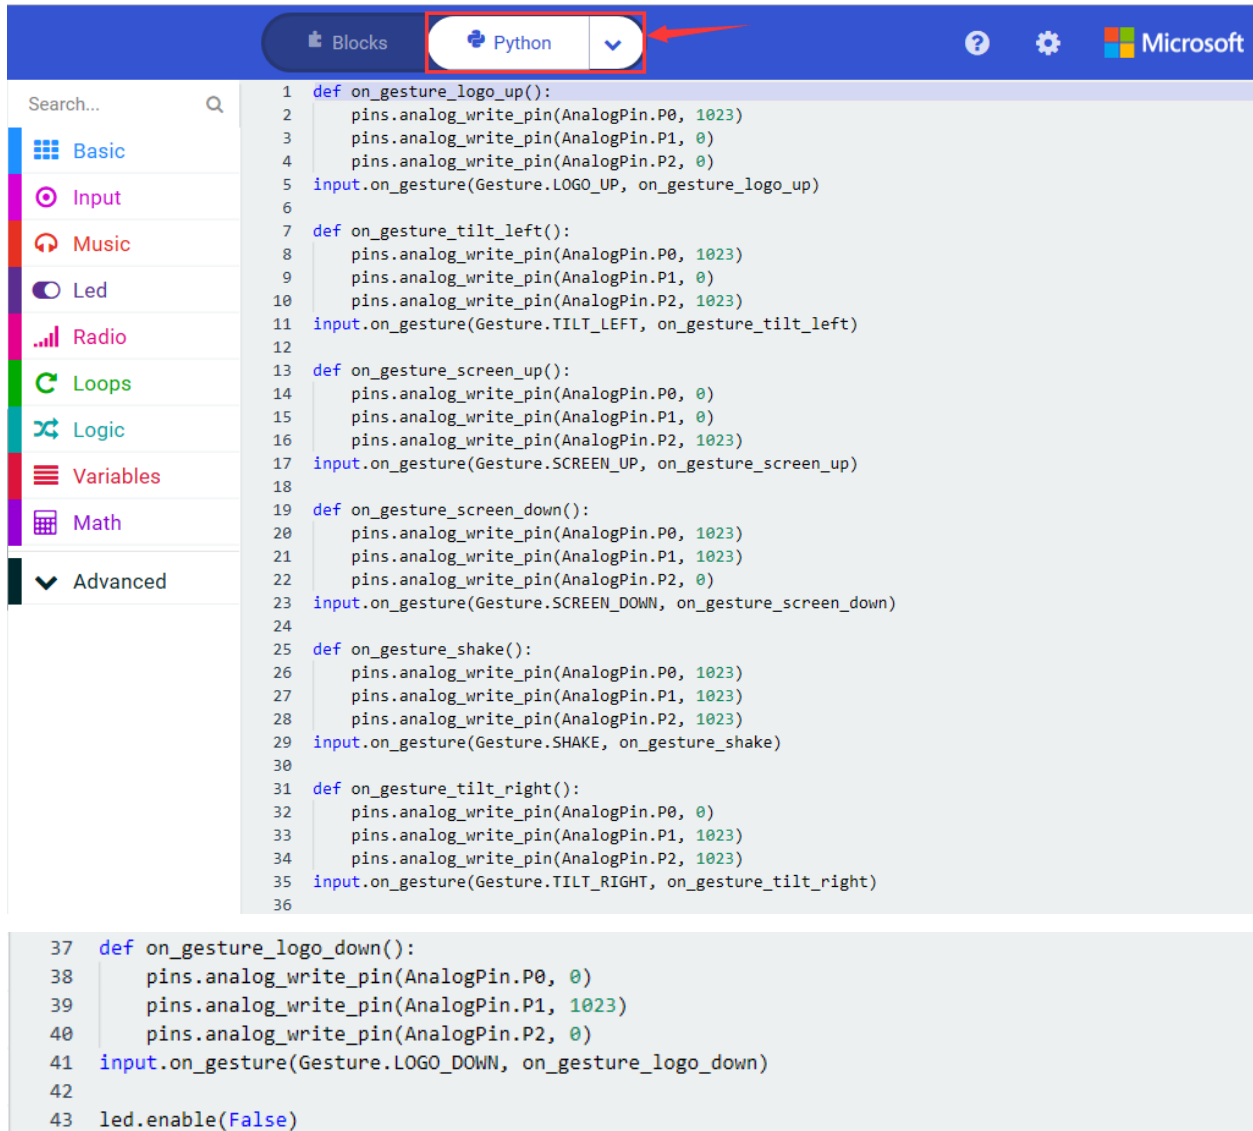 Blocks
Python
Microsoft
Search...
Basic
Input
Music
Led
Radio
Loops
Logic
Variables
Math
Advanced
1 def on_gesture_logo_up():
2     pins.analog_write_pin(AnalogPin.P0, 1023)
3     pins.analog_write_pin(AnalogPin.P1, 0)
4     pins.analog_write_pin(AnalogPin.P2, 0)
5 input.on_gesture(Gesture.LOGO_UP, on_gesture_logo_up)
6
7 def on_gesture_tilt_left():
8     pins.analog_write_pin(AnalogPin.P0, 1023)
9     pins.analog_write_pin(AnalogPin.P1, 0)
10     pins.analog_write_pin(AnalogPin.P2, 1023)
11 input.on_gesture(Gesture.TILT_LEFT, on_gesture_tilt_left)
12
13 def on_gesture_screen_up():
14     pins.analog_write_pin(AnalogPin.P0, 0)
15     pins.analog_write_pin(AnalogPin.P1, 0)
16     pins.analog_write_pin(AnalogPin.P2, 1023)
17 input.on_gesture(Gesture.SCREEN_UP, on_gesture_screen_up)
18
19 def on_gesture_screen_down():
20     pins.analog_write_pin(AnalogPin.P0, 1023)
21     pins.analog_write_pin(AnalogPin.P1, 1023)
22     pins.analog_write_pin(AnalogPin.P2, 0)
23 input.on_gesture(Gesture.SCREEN_DOWN, on_gesture_screen_down)
24
25 def on_gesture_shake():
26     pins.analog_write_pin(AnalogPin.P0, 1023)
27     pins.analog_write_pin(AnalogPin.P1, 1023)
28     pins.analog_write_pin(AnalogPin.P2, 1023)
29 input.on_gesture(Gesture.SHAKE, on_gesture_shake)
30
31 def on_gesture_tilt_right():
32     pins.analog_write_pin(AnalogPin.P0, 0)
33     pins.analog_write_pin(AnalogPin.P1, 1023)
34     pins.analog_write_pin(AnalogPin.P2, 1023)
35 input.on_gesture(Gesture.TILT_RIGHT, on_gesture_tilt_right)
36
37 def on_gesture_logo_down():
38     pins.analog_write_pin(AnalogPin.P0, 0)
39     pins.analog_write_pin(AnalogPin.P1, 1023)
40     pins.analog_write_pin(AnalogPin.P2, 0)
41 input.on_gesture(Gesture.LOGO_DOWN, on_gesture_logo_down)
42
43 led.enable(False)